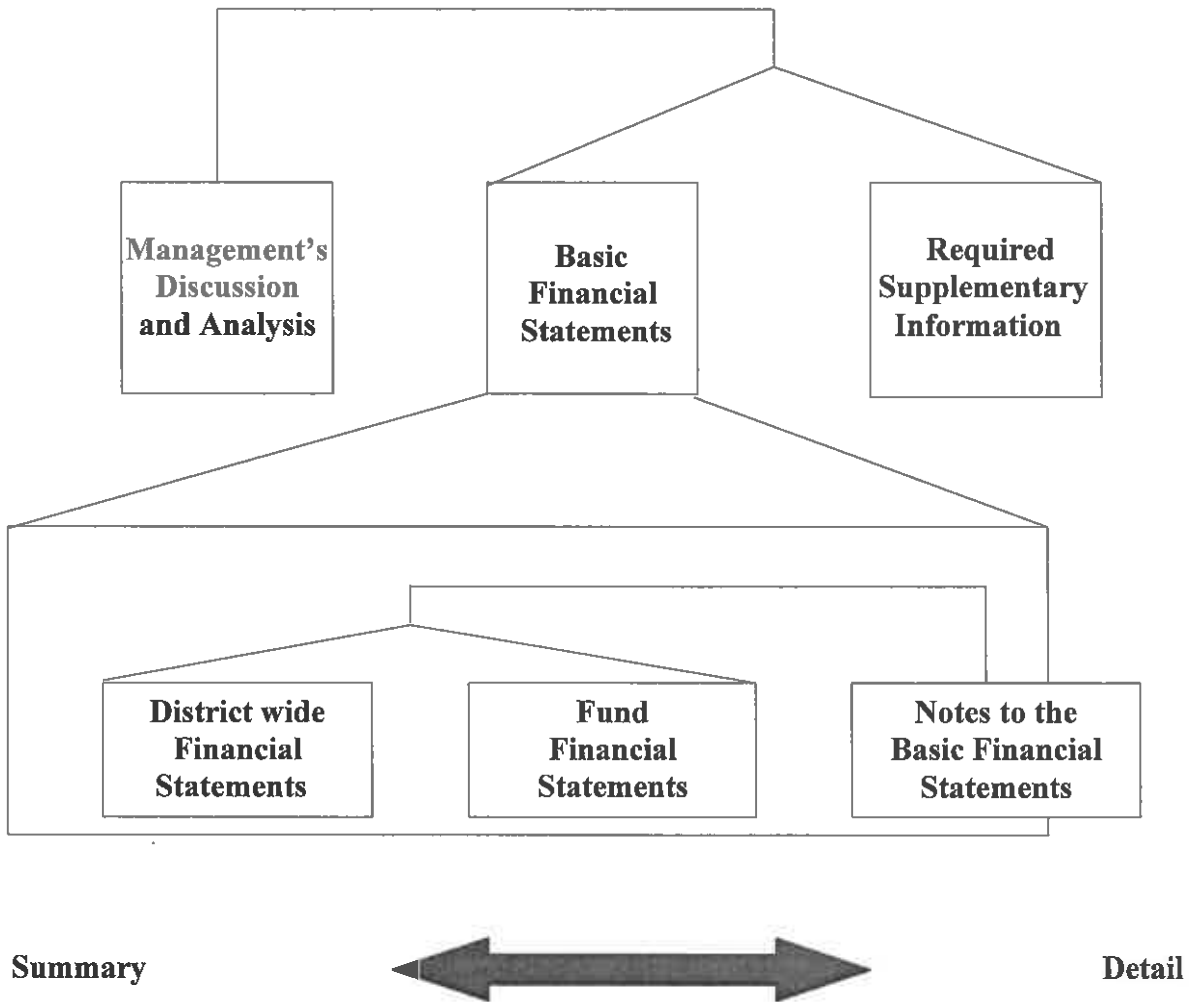 Management's
Discussion
and Analysis
Basic
Financial
Statements
Required
Supplementary
Information
District wide
Financial
Statements
Fund
Financial
Statements
Notes to the
Basic Financial
Statements
Summary
Detail